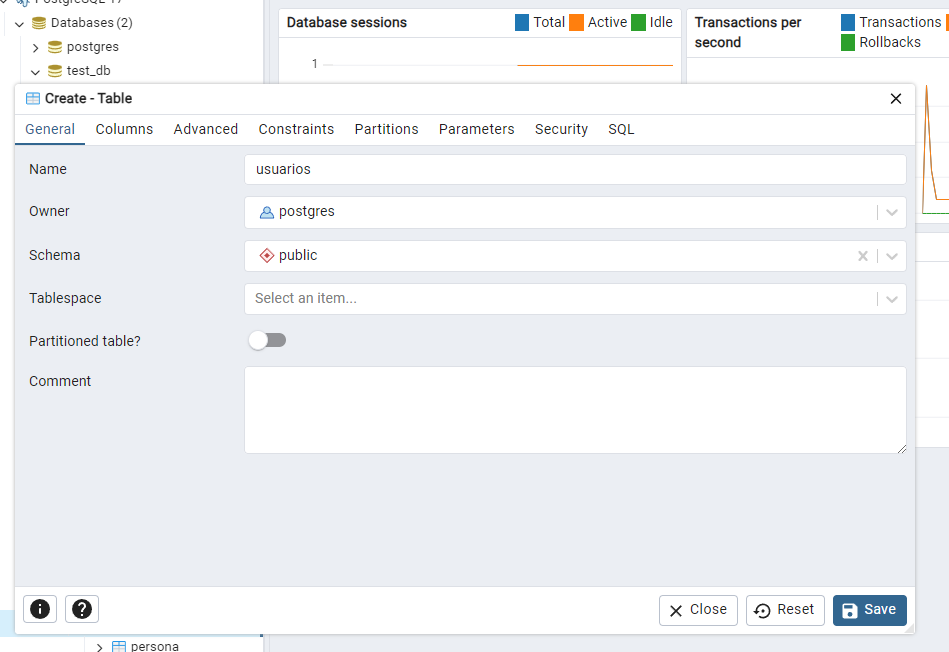 PostgreSQL 17
Databases (2)
postgres
test_db
Database sessions
Total Active Idle
1
Transactions per second
Transactions
Rollbacks
Create - Table
General Columns Advanced Constraints Partitions Parameters Security SQL
Name
usuarios
Owner
postgres
Schema
public
Tablespace
Select an item...
Partitioned table?
Comment
Close Reset Save
persona